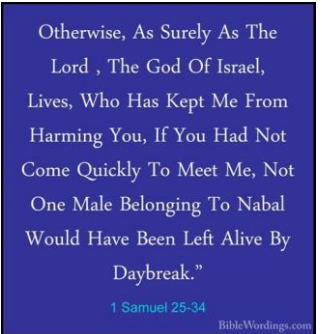 Otherwise, As Surely As The
Lord , The God Of Israel,
Lives, Who Has Kept Me From
Harming You, If You Had Not
Come Quickly To Meet Me, Not
One Male Belonging To Nabal
Would Have Been Left Alive By
Daybreak.”
1 Samuel 25-34
BibleWordings.com